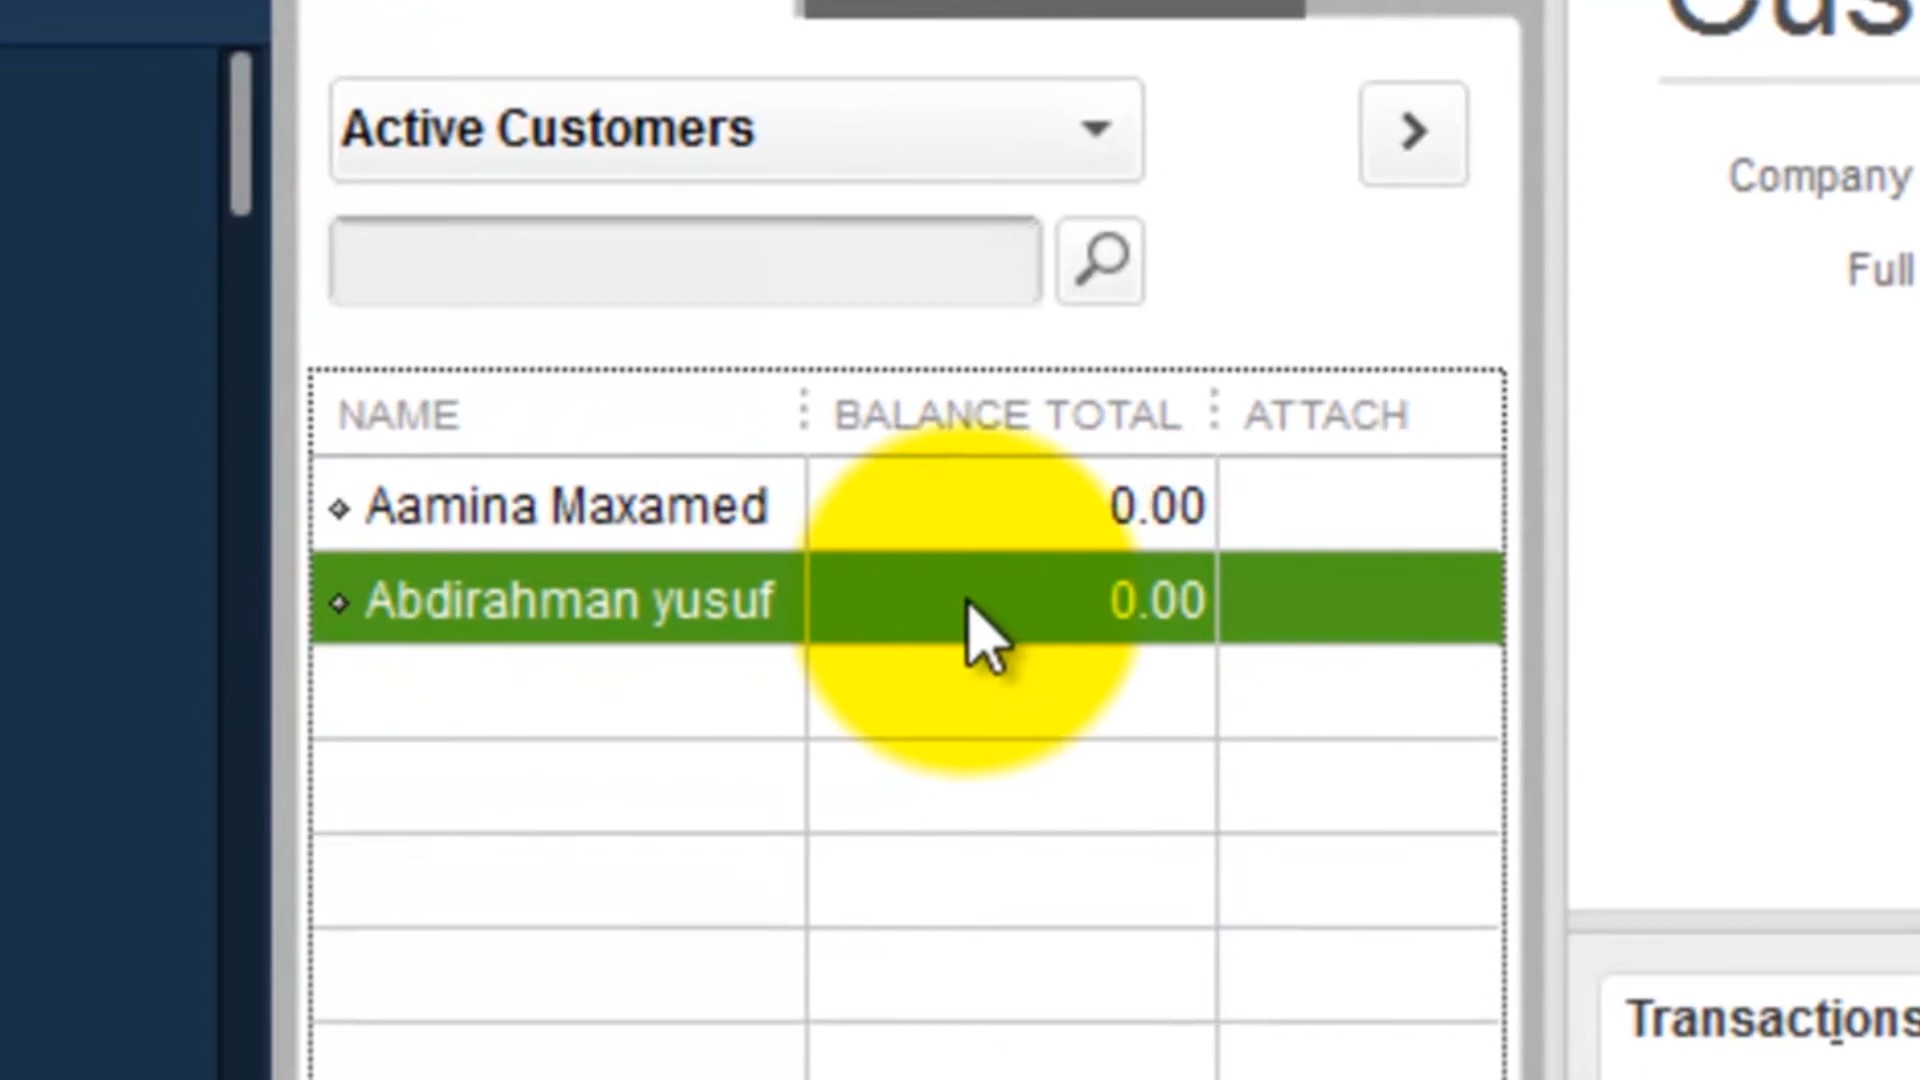 Active Customers
Company
Full
NAME BALANCE TOTAL ATTACH
Aamina Maxamed 0.00
Abdirahman yusuf 0.00
Transactions